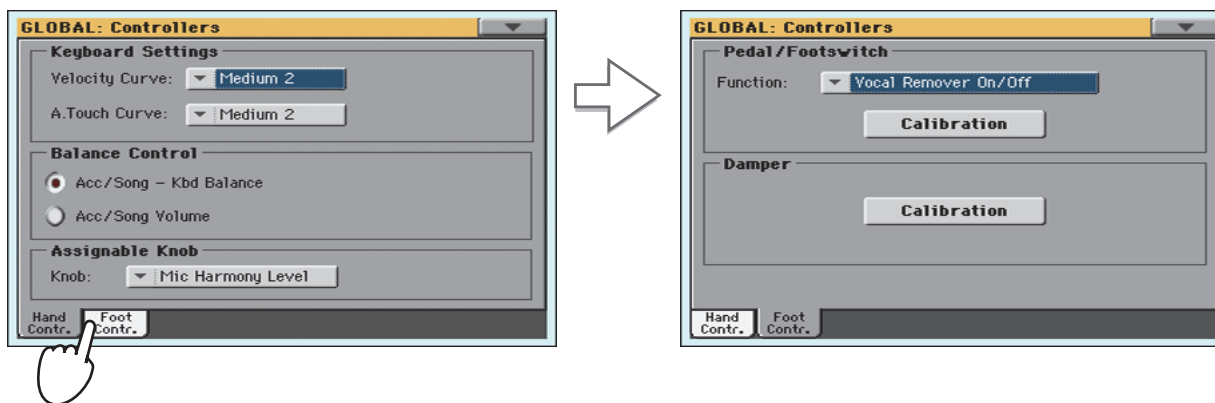 GLOBAL: Controllers
Keyboard Settings
Velocity Curve: Medium 2
A.Touch Curve: Medium 2
Balance Control
Acc/Song - Kbd Balance
Acc/Song Volume
Assignable Knob
Knob: Mic Harmony Level
Hand Contr.
Foot Contr.
GLOBAL: Controllers
Pedal/Footswitch
Function: Vocal Remover On/Off
Calibration
Damper
Calibration
Hand Contr.
Foot Contr.